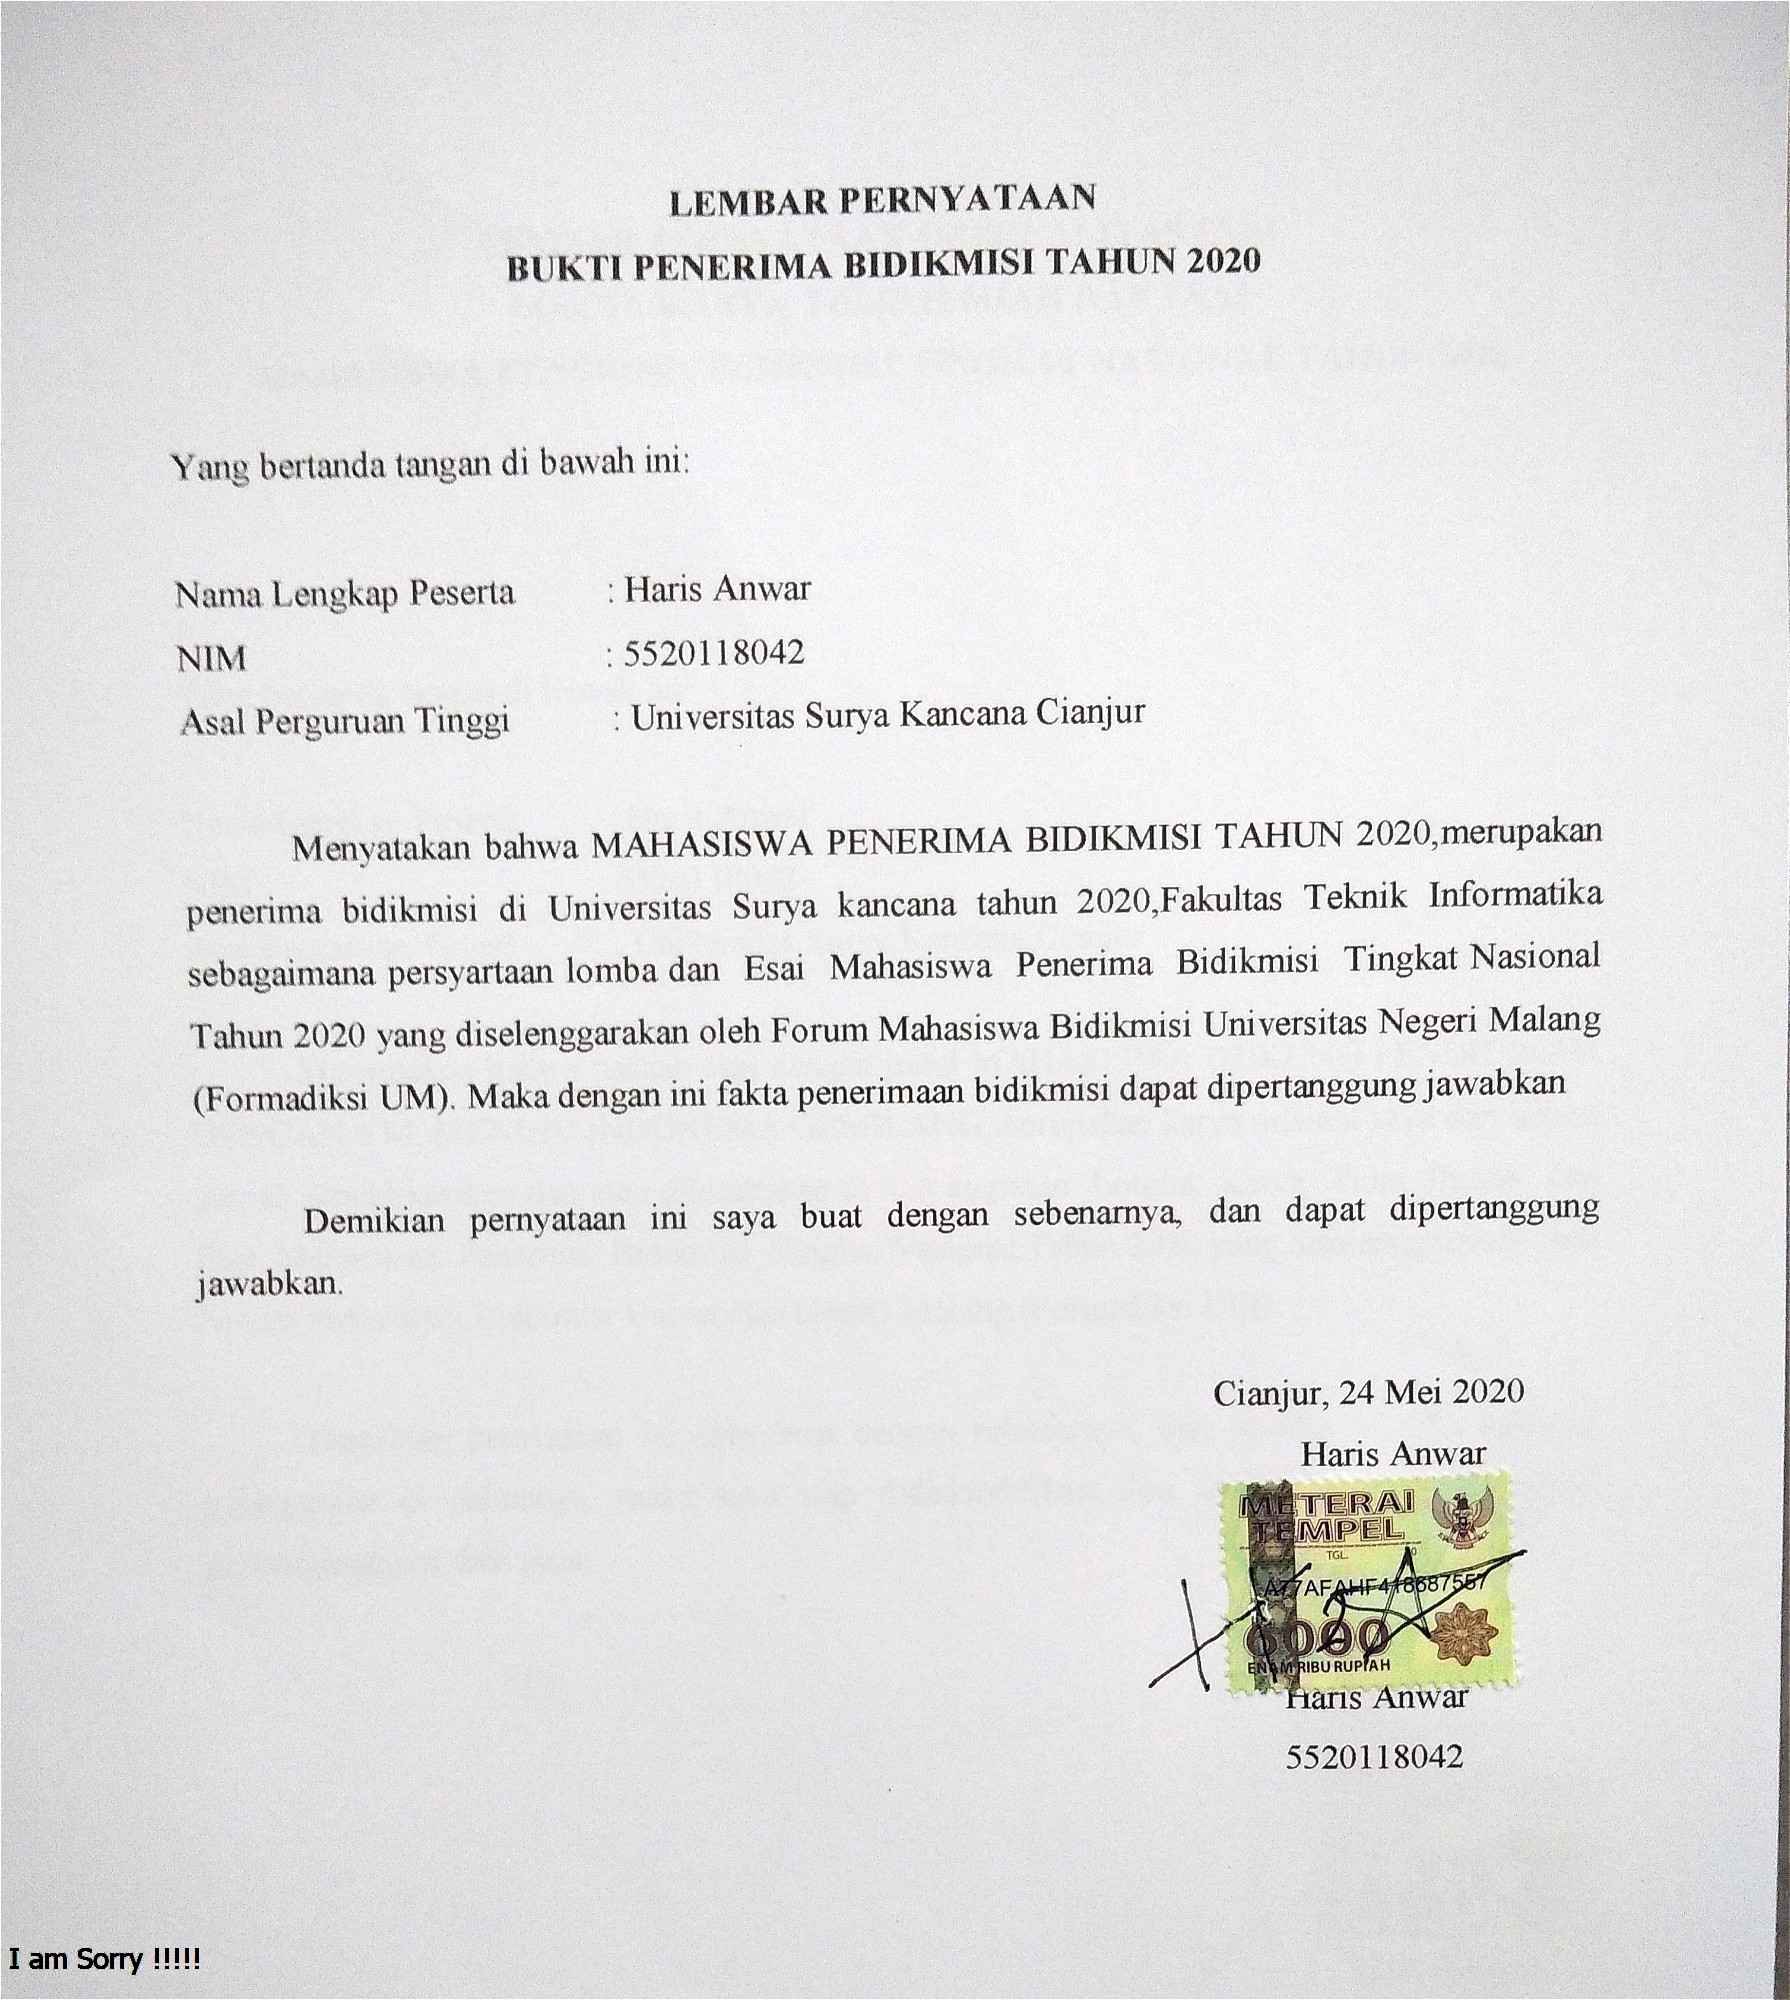 LEMBAR PERNYATAAN
BUKTI PENERIMA BIDIKMISI TAHUN 2020
Yang bertanda tangan di bawah ini:
Nama Lengkap Peserta : Haris Anwar
NIM : 5520118042
Asal Perguruan Tinggi : Universitas Surya Kancana Cianjur
Menyatakan bahwa MAHASISWA PENERIMA BIDIKMISI TAHUN 2020,merupakan
penerima bidikmisi di Universitas Surya kancana tahun 2020,Fakultas Teknik Informatika
sebagaimana persyartaan lomba dan Esai Mahasiswa Penerima Bidikmisi Tingkat Nasional
Tahun 2020 yang diselenggarakan oleh Forum Mahasiswa Bidikmisi Universitas Negeri Malang
(Formadiksi UM). Maka dengan ini fakta penerimaan bidikmisi dapat dipertanggung jawabkan
Demikian pernyataan ini saya buat dengan sebenarnya, dan dapat dipertanggung
jawabkan.
Cianjur, 24 Mei 2020
Haris Anwar
METERAI
TEMPEL
TGL.
6000
ENAM RIBU RUPIAH
Haris Anwar
5520118042
I am Sorry !!!!!